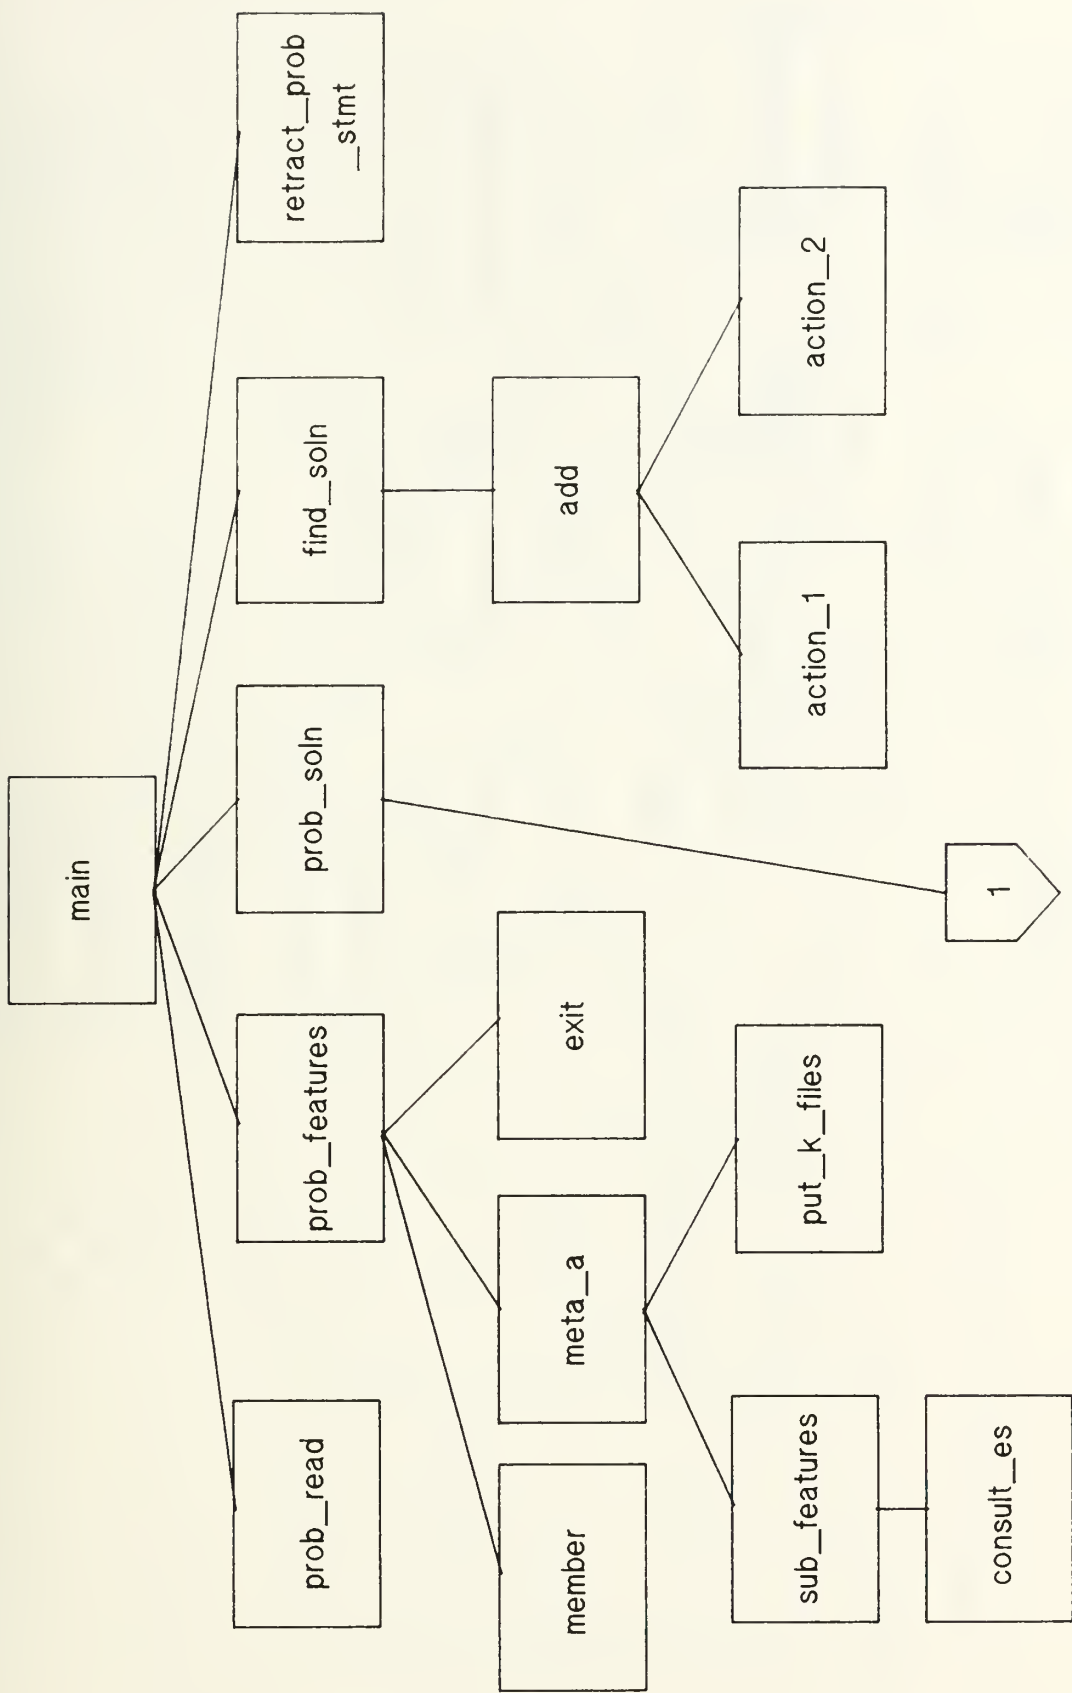 main
prob_read
prob_features
prob_soln
find_soln
retract_prob
_stmt
member
meta_a
exit
add
sub_features
put_k_files
action_1
action_2
consult_es
1